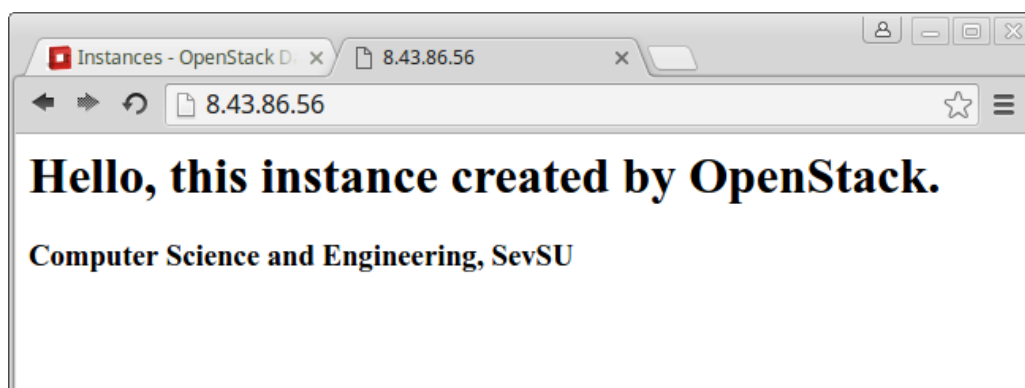 Instances - OpenStack D
8.43.86.56
8.43.86.56
Hello, this instance created by OpenStack.
Computer Science and Engineering, SevSU